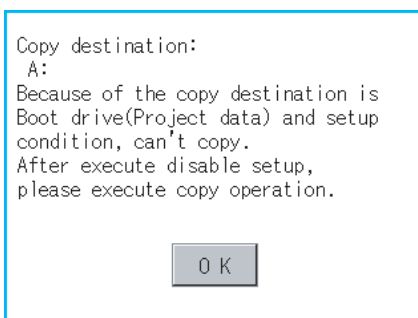 Copy destination:
A:
Because of the copy destination is
Boot drive(Project data) and setup
condition, can't copy.
After execute disable setup,
please execute copy operation.
OK